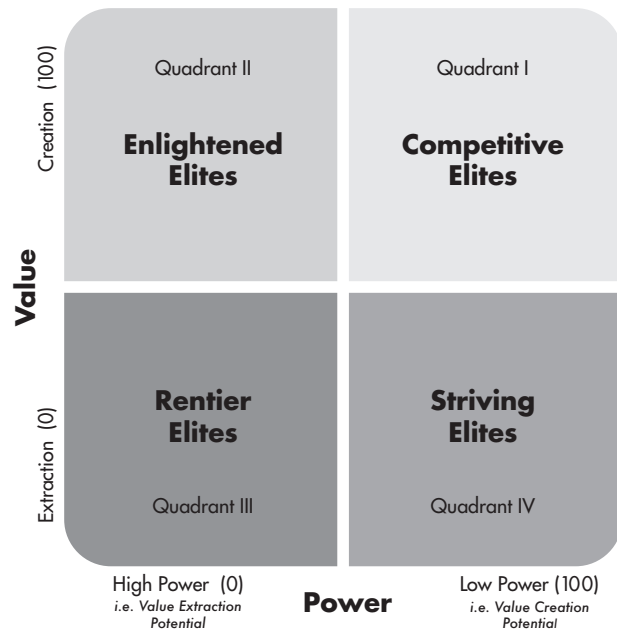 Creation (100)
Value
Extraction (0)
Quadrant II
Enlightened
Elites
Quadrant I
Competitive
Elites
Rentier
Elites
Quadrant III
Striving
Elites
Quadrant IV
High Power (0)
i.e. Value Extraction
Potential
Power
Low Power (100)
i.e. Value Creation
Potential